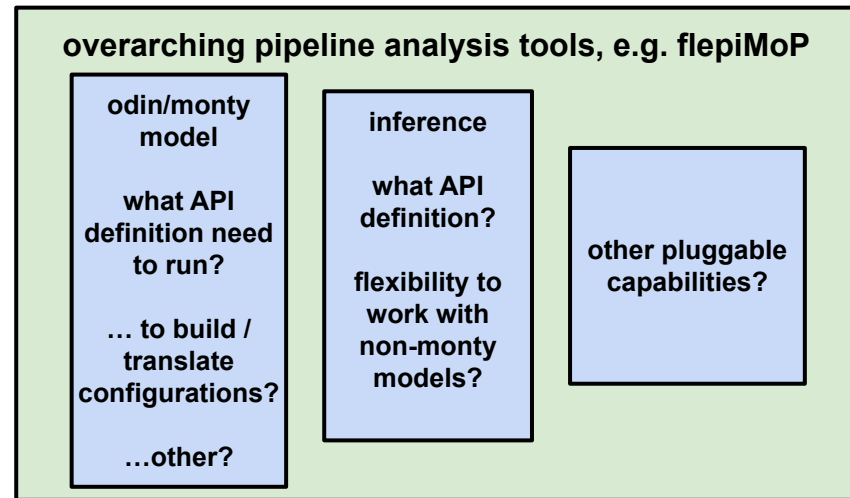 overarching pipeline analysis tools, e.g. flepiMoP
odin/monty
model
what API
definition need
to run?
… to build /
translate
configurations?
…other?
inference
what API
definition?
flexibility to
work with
non-monty
models?
other pluggable
capabilities?